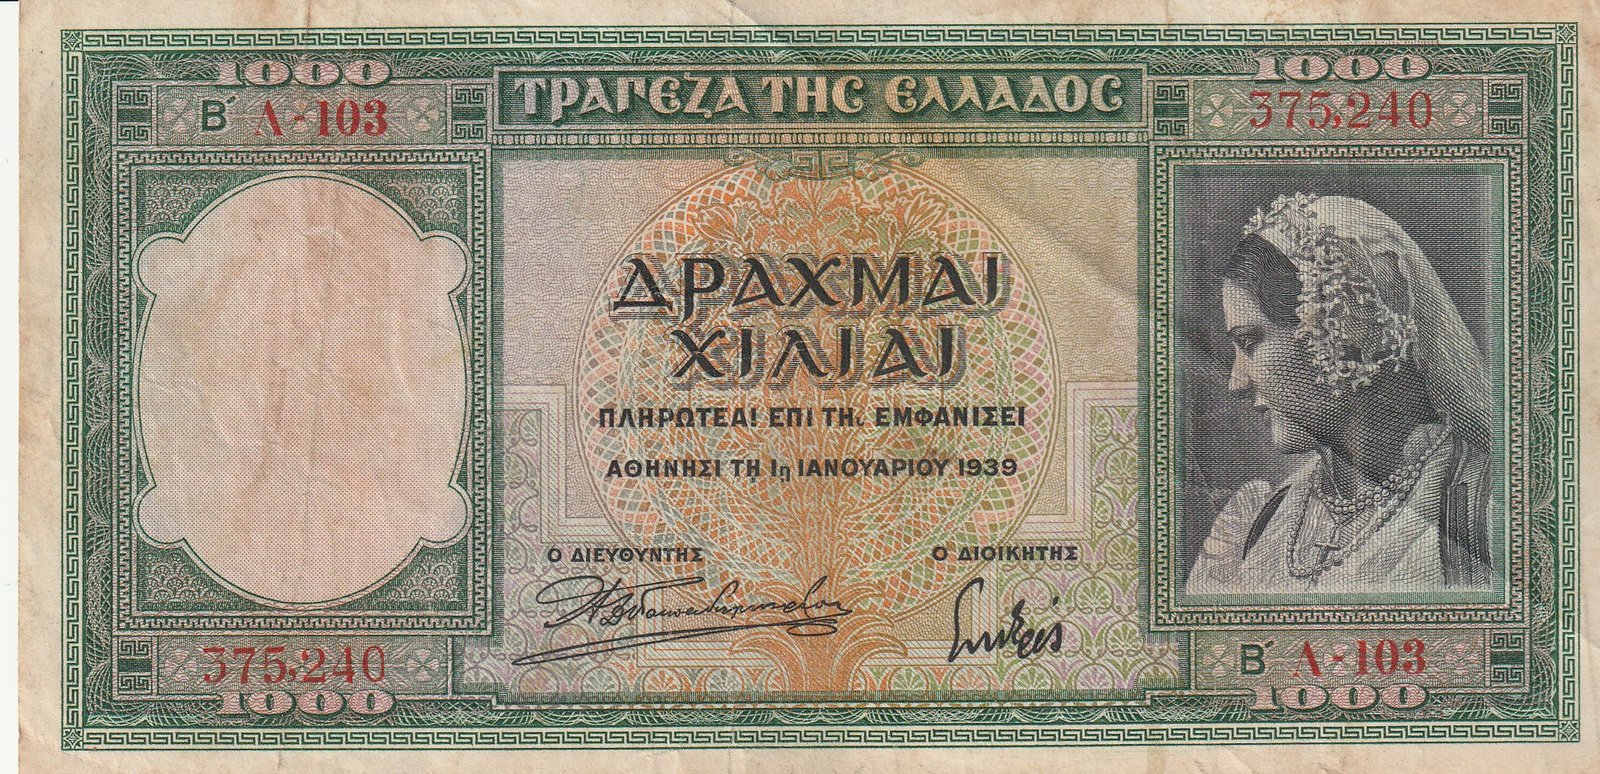 1000
ΤΡΑΠΕΖΑ ΤΗΣ ΕΛΛΑΔΟΣ
1000
Β΄ Λ-103
375,240
ΔΡΑΧΜΑΙ
ΧΙΛΙΑΙ
ΠΛΗΡΩΤΕΑΙ ΕΠΙ ΤΗι ΕΜΦΑΝΙΣΕΙ
ΑΘΗΝΗΣΙ ΤΗ 1η ΙΑΝΟΥΑΡΙΟΥ 1939
Ο ΔΙΕΥΘΥΝΤΗΣ
Ο ΔΙΟΙΚΗΤΗΣ
375,240
Β΄ Λ-103
1000
1000